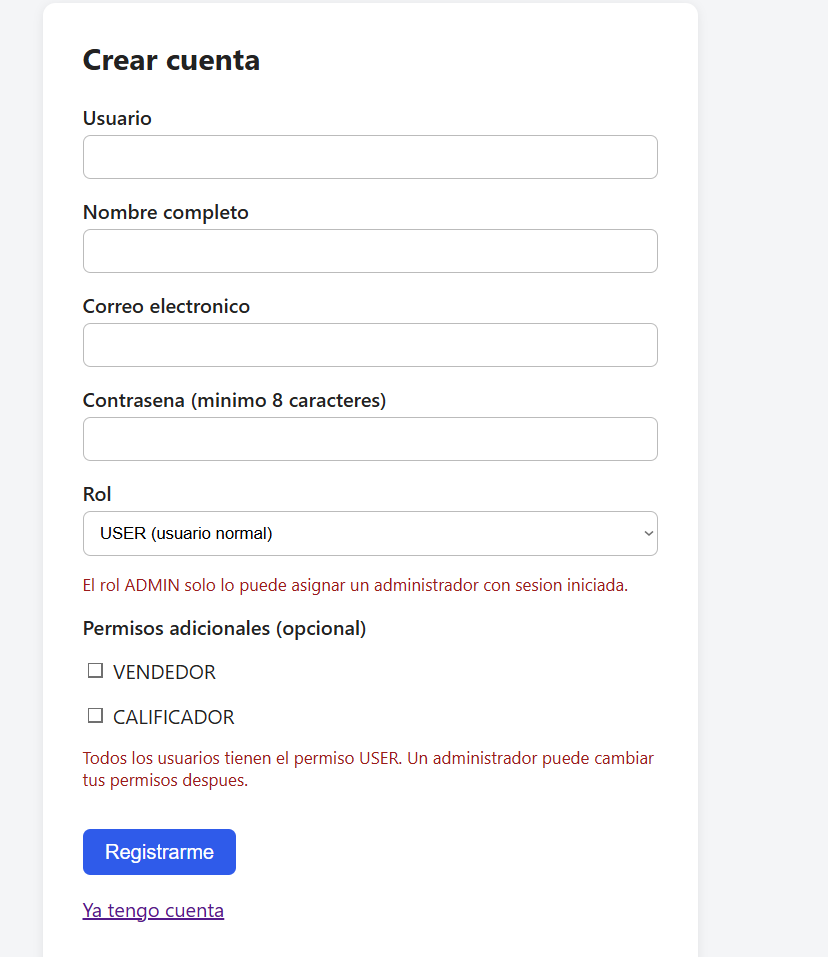 Crear cuenta
Usuario
Nombre completo
Correo electronico
Contrasena (minimo 8 caracteres)
Rol
USER (usuario normal)
El rol ADMIN solo lo puede asignar un administrador con sesion iniciada.
Permisos adicionales (opcional)
VENDEDOR
CALIFICADOR
Todos los usuarios tienen el permiso USER. Un administrador puede cambiar
tus permisos despues.
Registrarme
Ya tengo cuenta